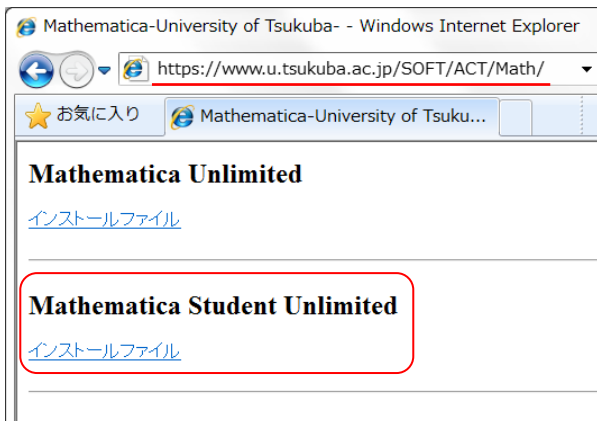 Mathematica-University of Tsukuba- - Windows Internet Explorer
https://www.u.tsukuba.ac.jp/SOFT/ACT/Math/
お気に入り
Mathematica-University of Tsuku...
Mathematica Unlimited
インストールファイル
Mathematica Student Unlimited
インストールファイル